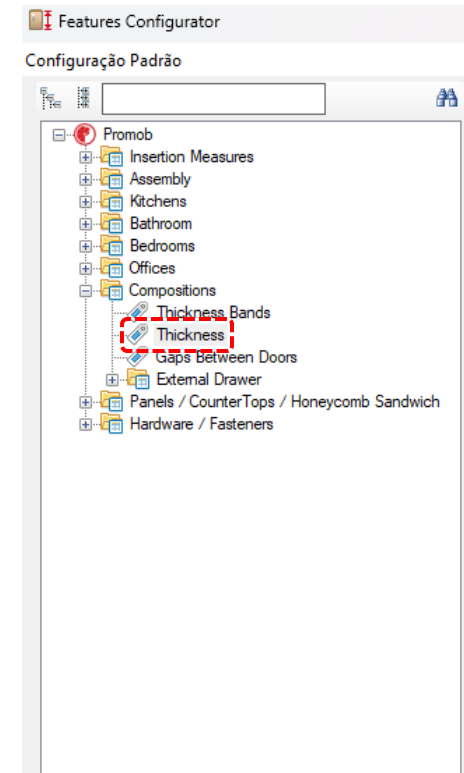 Features Configurator
Configuração Padrão
Promob
Insertion Measures
Assembly
Kitchens
Bathroom
Bedrooms
Offices
Compositions
Thickness Bands
Thickness
Gaps Between Doors
External Drawer
Panels / CounterTops / Honeycomb Sandwich
Hardware / Fasteners